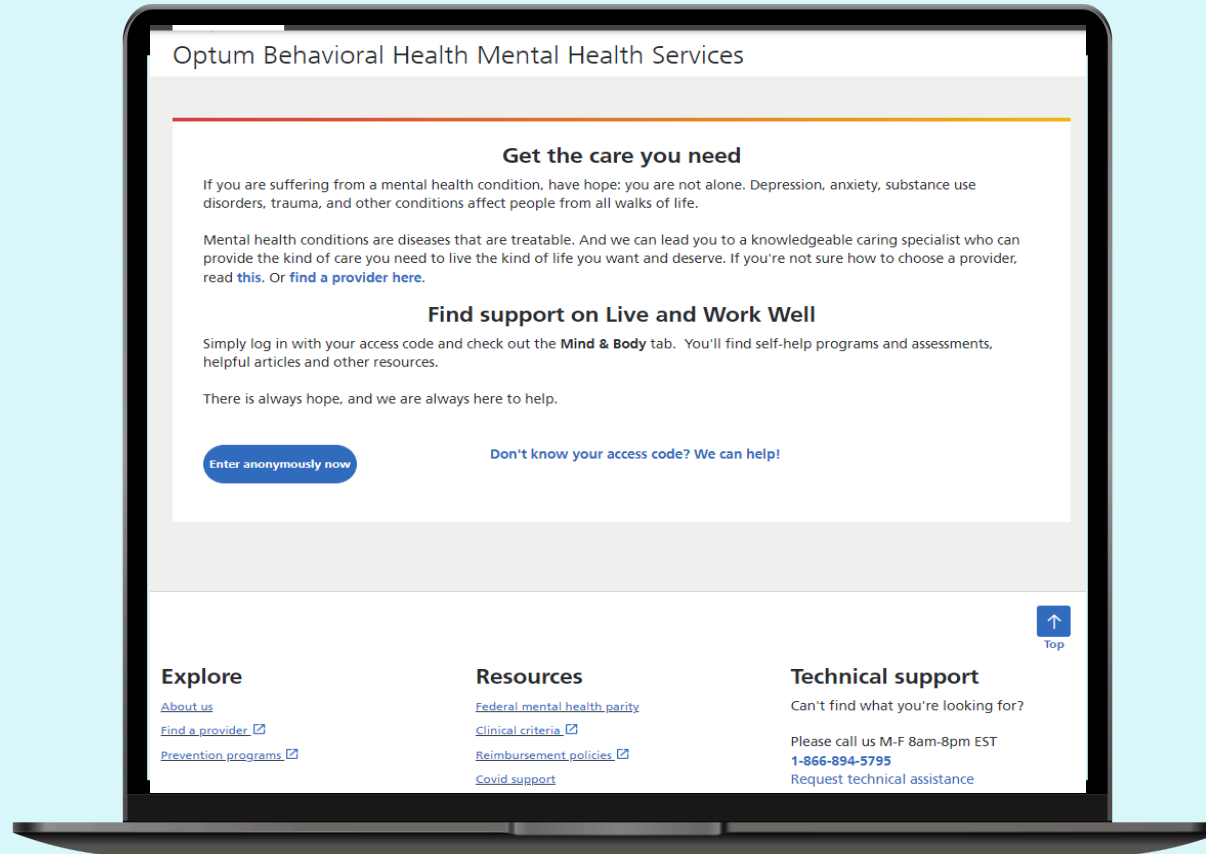 Optum Behavioral Health Mental Health Services
Get the care you need
If you are suffering from a mental health condition, have hope: you are not alone. Depression, anxiety, substance use
disorders, trauma, and other conditions affect people from all walks of life.
Mental health conditions are diseases that are treatable. And we can lead you to a knowledgeable caring specialist who can
provide the kind of care you need to live the kind of life you want and deserve. If you're not sure how to choose a provider,
read this. Or find a provider here.
Find support on Live and Work Well
Simply log in with your access code and check out the Mind & Body tab.  You'll find self-help programs and assessments,
helpful articles and other resources.
There is always hope, and we are always here to help.
Enter anonymously now
Don't know your access code? We can help!
Top
Explore
About us
Find a provider
Prevention programs
Resources
Federal mental health parity
Clinical criteria
Reimbursement policies
Covid support
Technical support
Can't find what you're looking for?
Please call us M-F 8am-8pm EST
1-866-894-5795
Request technical assistance